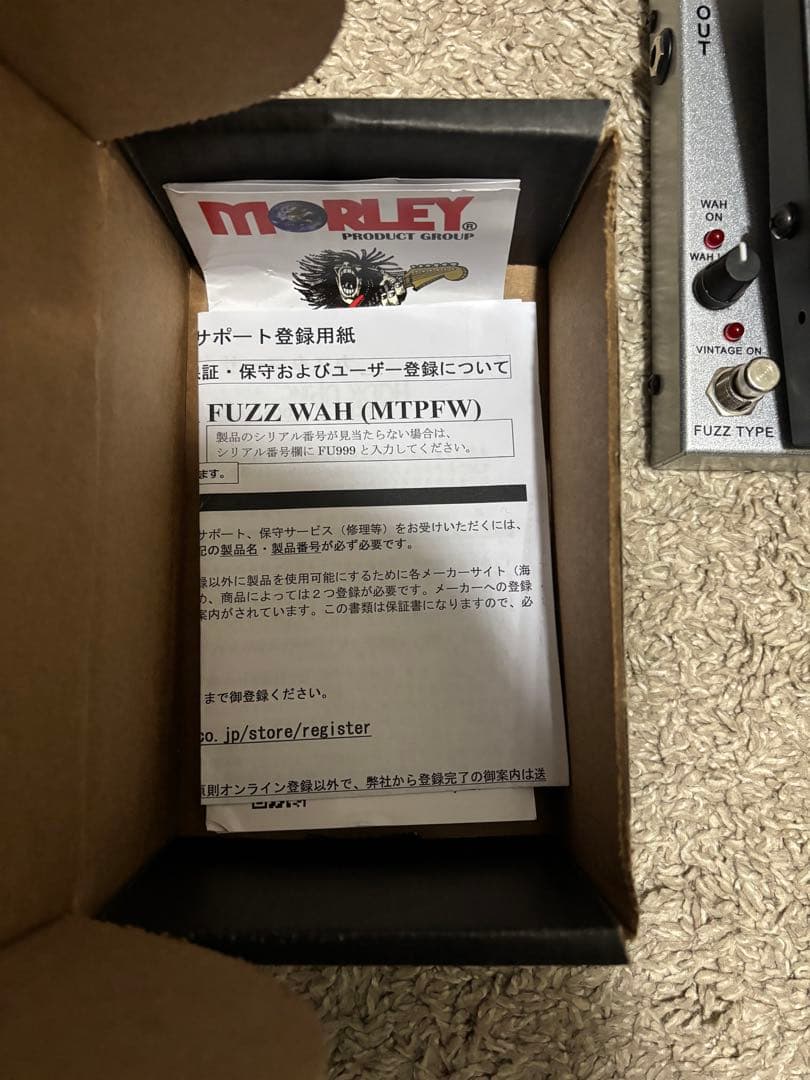 MORLEY®
PRODUCT GROUP
サポート登録用紙
証・保守およびユーザー登録について
FUZZ WAH (MTPFW)
製品のシリアル番号が見当たらない場合は、
シリアル番号欄に FU999 と入力してください。
ます。
サポート、保守サービス（修理等）をお受けいただくには、
記の製品名・製品番号が必ず必要です。
録以外に製品を使用可能にするために各メーカーサイト（海
め、商品によっては２つ登録が必要です。メーカーへの登録
案内がされています。この書類は保証書になりますので、必
まで御登録ください。
co.jp/store/register
原則オンライン登録以外で、弊社から登録完了の御案内は送
OUT
WAH
ON
WAH
VINTAGE ON
FUZZ TYPE